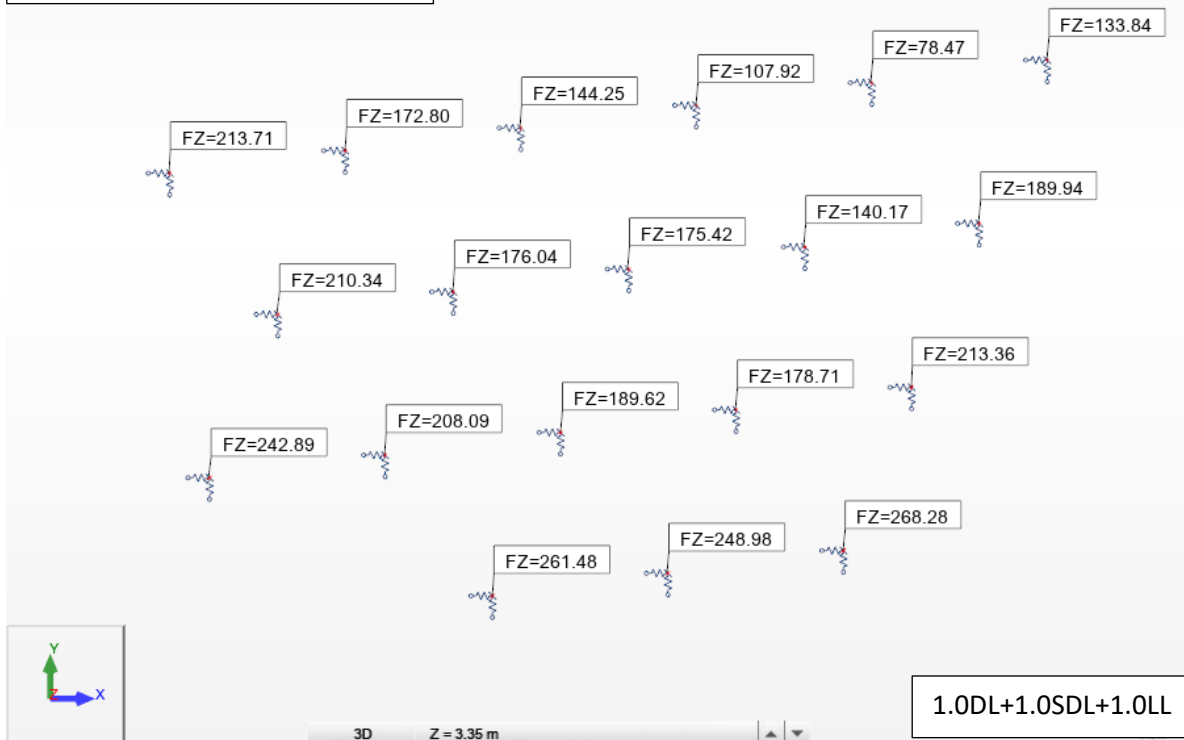 FZ=133.84
FZ=78.47
FZ=107.92
FZ=144.25
FZ=172.80
FZ=213.71
FZ=189.94
FZ=140.17
FZ=175.42
FZ=176.04
FZ=210.34
FZ=213.36
FZ=178.71
FZ=189.62
FZ=208.09
FZ=242.89
FZ=268.28
FZ=248.98
FZ=261.48
Y
Z X
1.0DL+1.0SDL+1.0LL
3D Z = 3.35 m